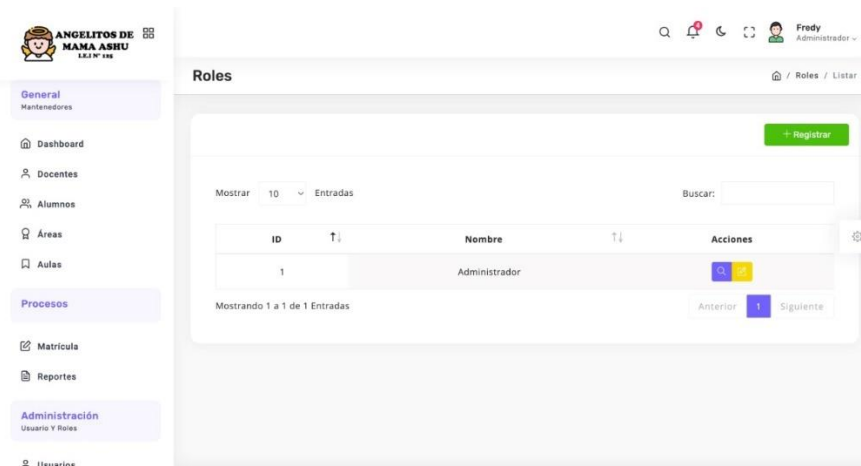 ANGELITOS DE
MAMA ASHU
I.E.I N° 125
Fredy
Administrador
Roles
/ Roles / Listar
General
Mantenedores
Dashboard
Docentes
Alumnos
Áreas
Aulas
Procesos
Matrícula
Reportes
Administración
Usuario Y Roles
Usuarios
+ Registrar
Mostrar 10 Entradas
Buscar:
ID Nombre Acciones
1 Administrador
Mostrando 1 a 1 de 1 Entradas
Anterior 1 Siguiente